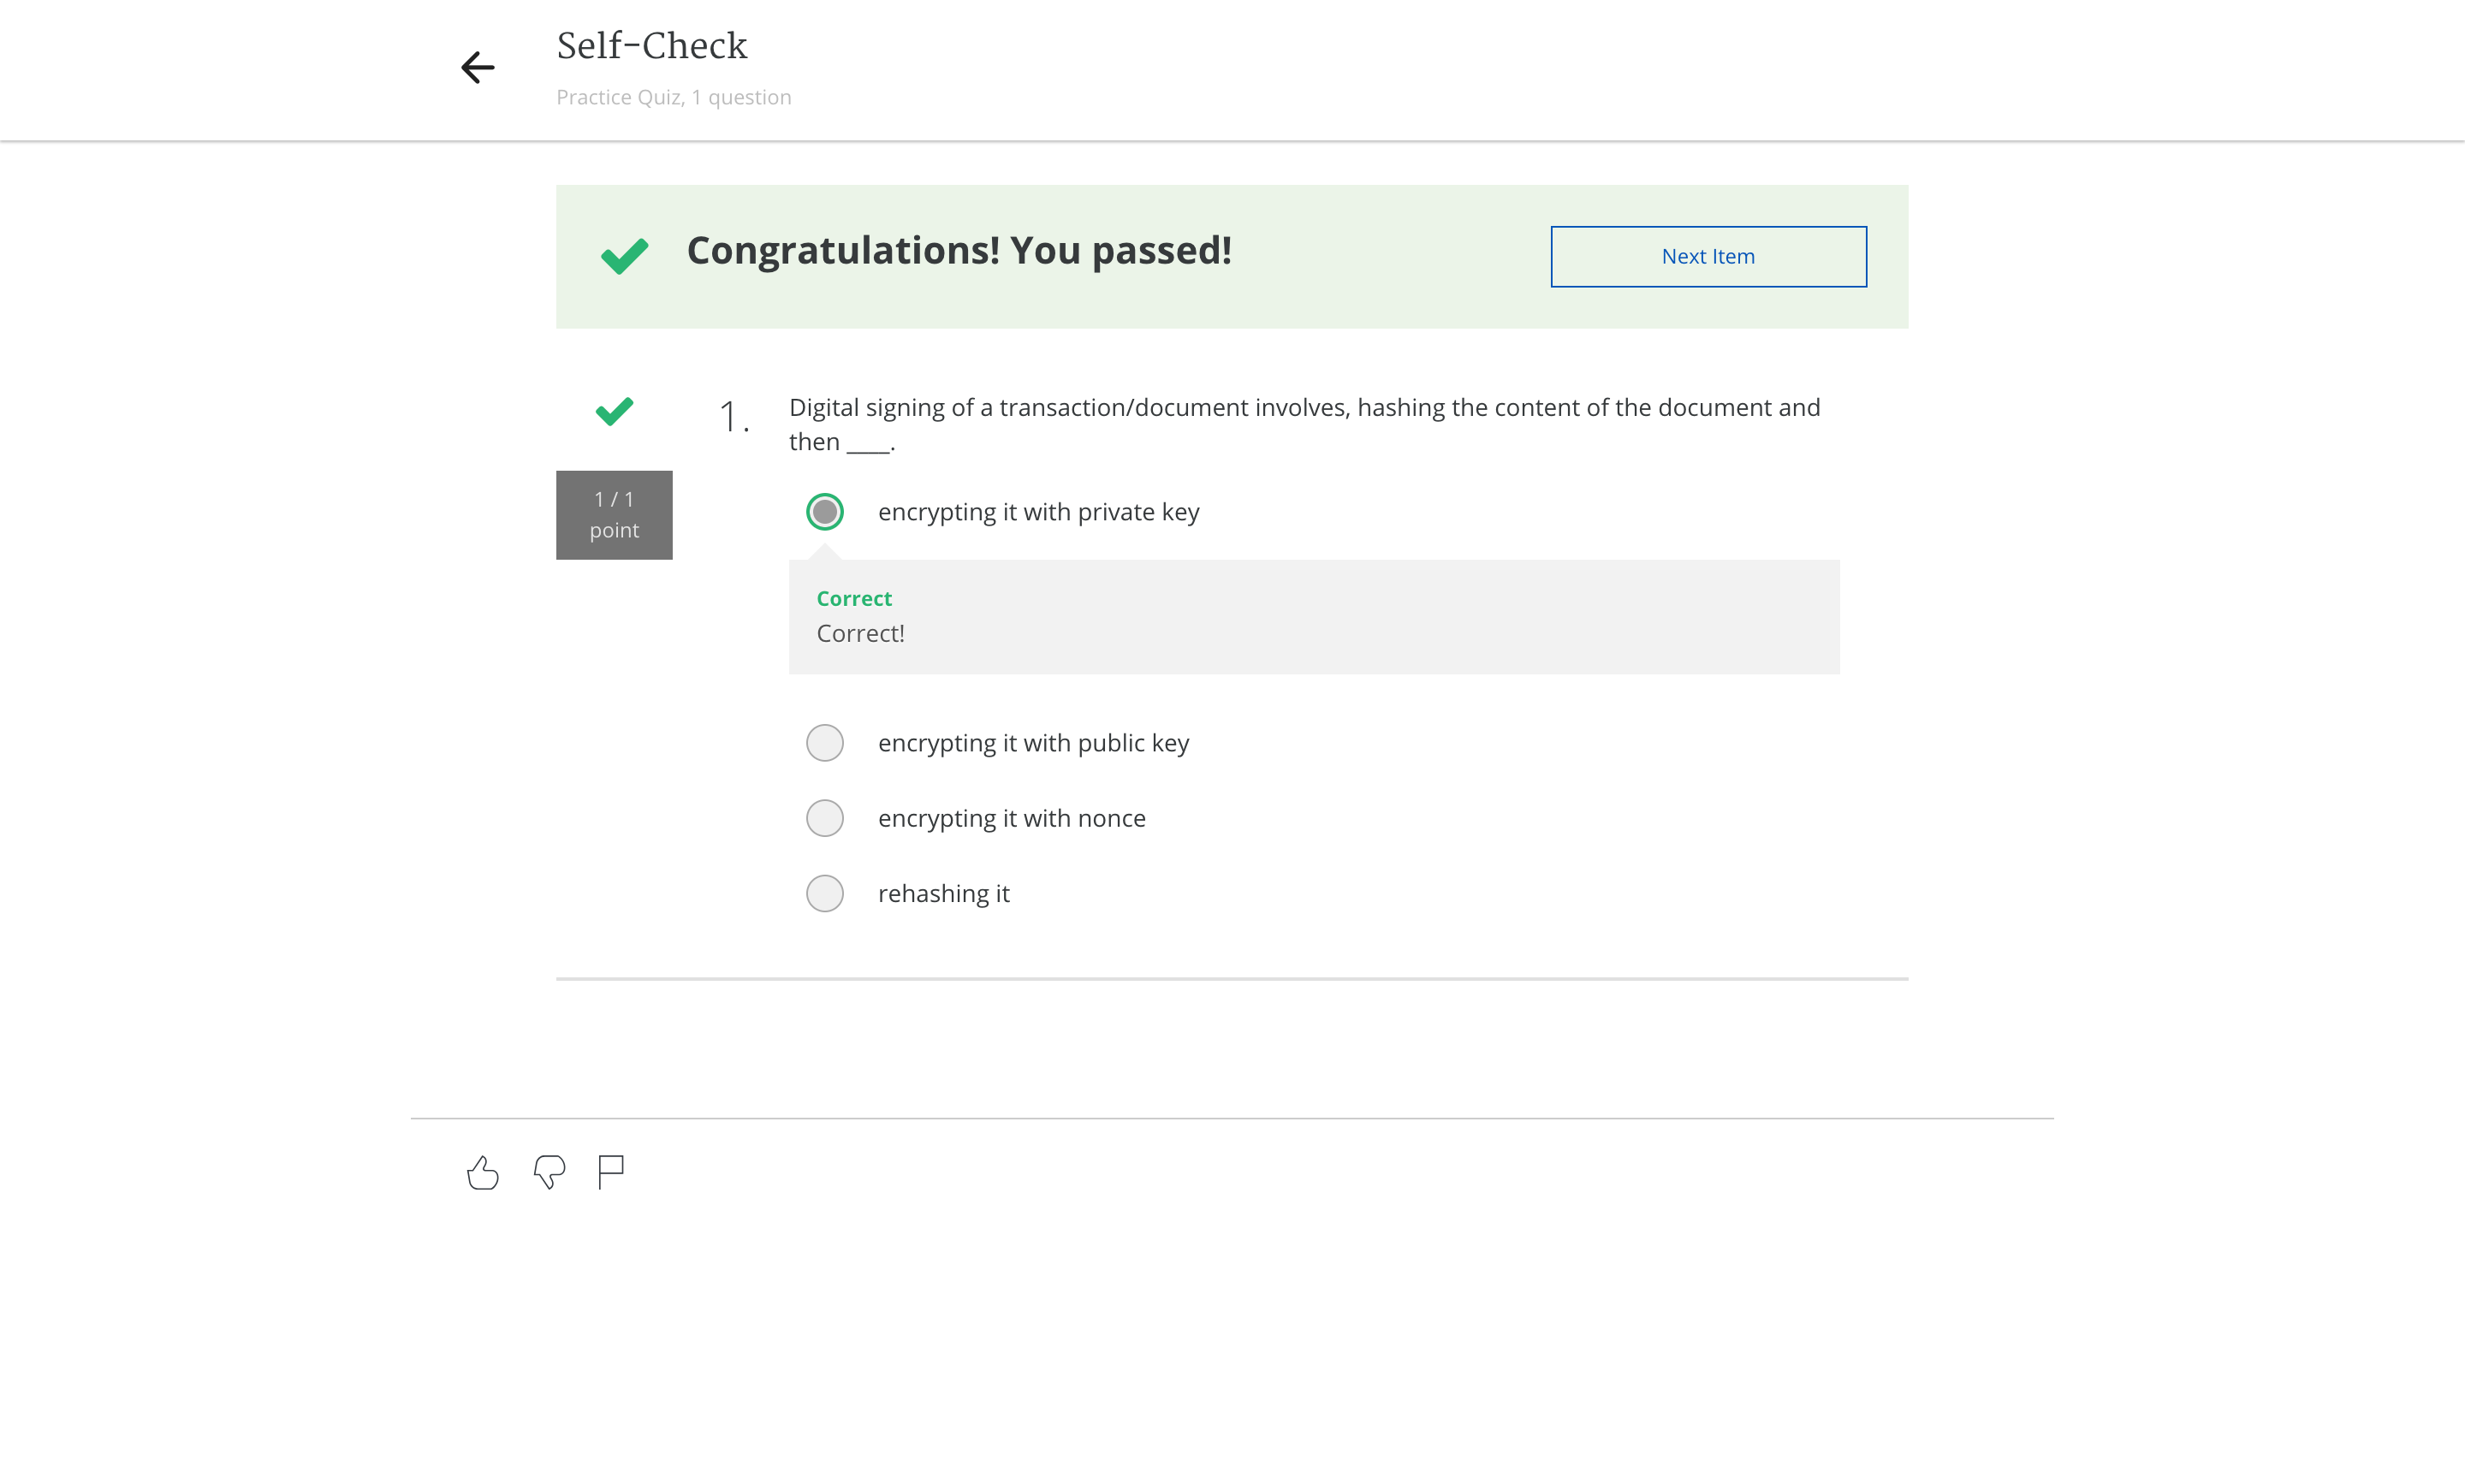 Self-Check
Practice Quiz, 1 question
Congratulations! You passed!
Next Item
1.
Digital signing of a transaction/document involves, hashing the content of the document and
then ____.
1 / 1
point
encrypting it with private key
Correct
Correct!
encrypting it with public key
encrypting it with nonce
rehashing it